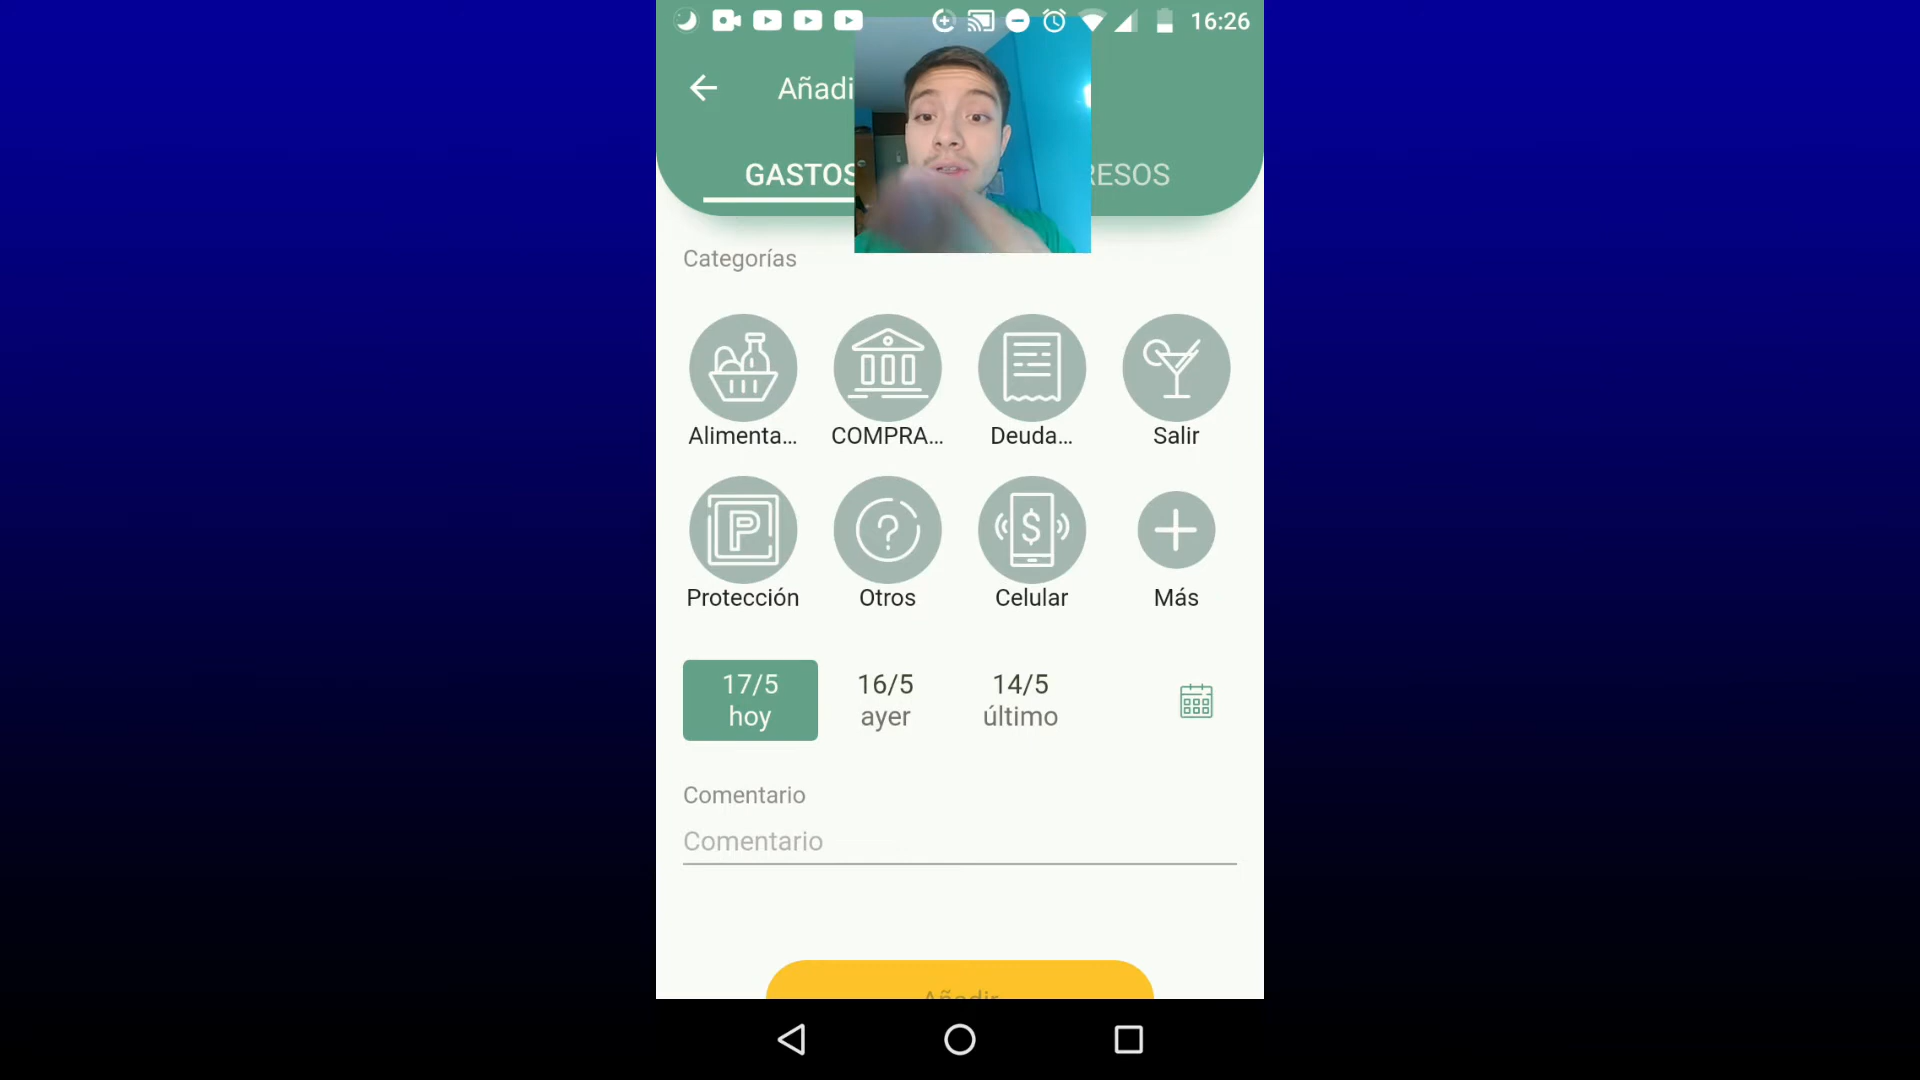 16:26
Añadi
GASTOS
RESOS
Categorías
Alimenta...
COMPRA...
Deuda...
Salir
P
?
$
Protección
Otros
Celular
Más
17/5
hoy
16/5
ayer
14/5
último
Comentario
Comentario
Añadir